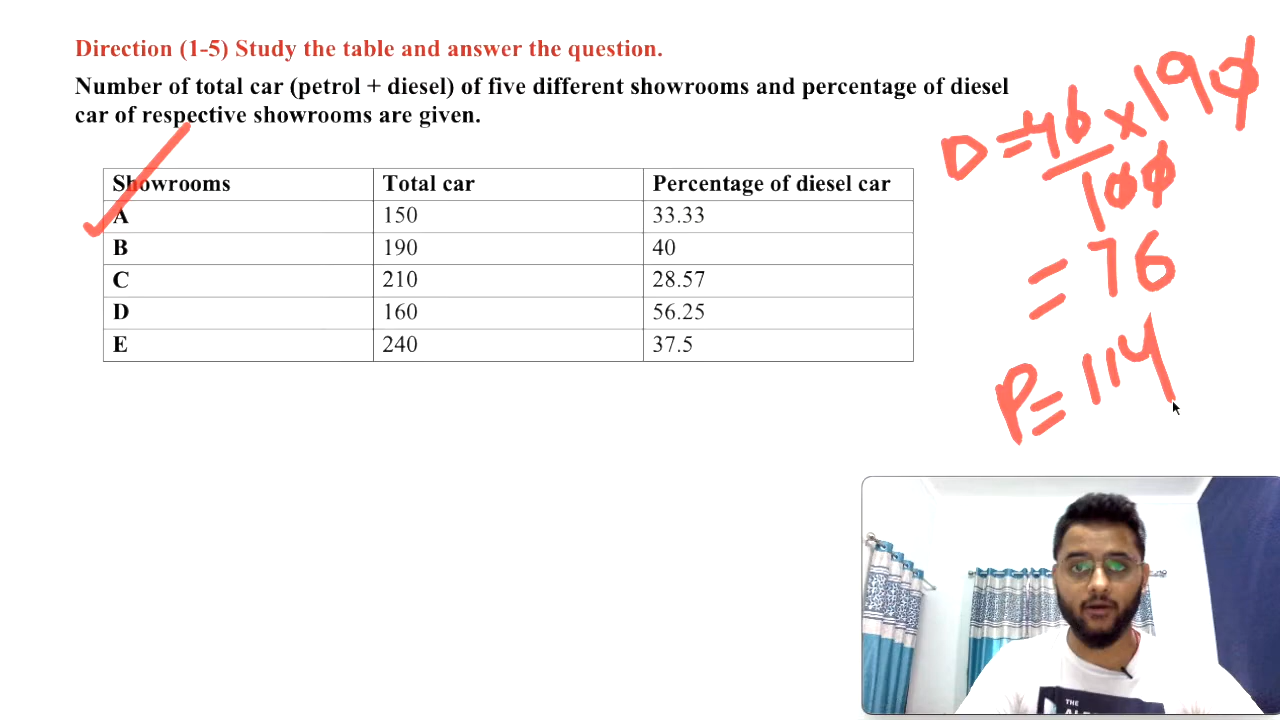 Direction (1-5) Study the table and answer the question.
Number of total car (petrol + diesel) of five different showrooms and percentage of diesel
car of respective showrooms are given.
Showrooms Total car Percentage of diesel car
A 150 33.33
B 190 40
C 210 28.57
D 160 56.25
E 240 37.5
D = 40 × 190
100
= 76
P = 114
THE